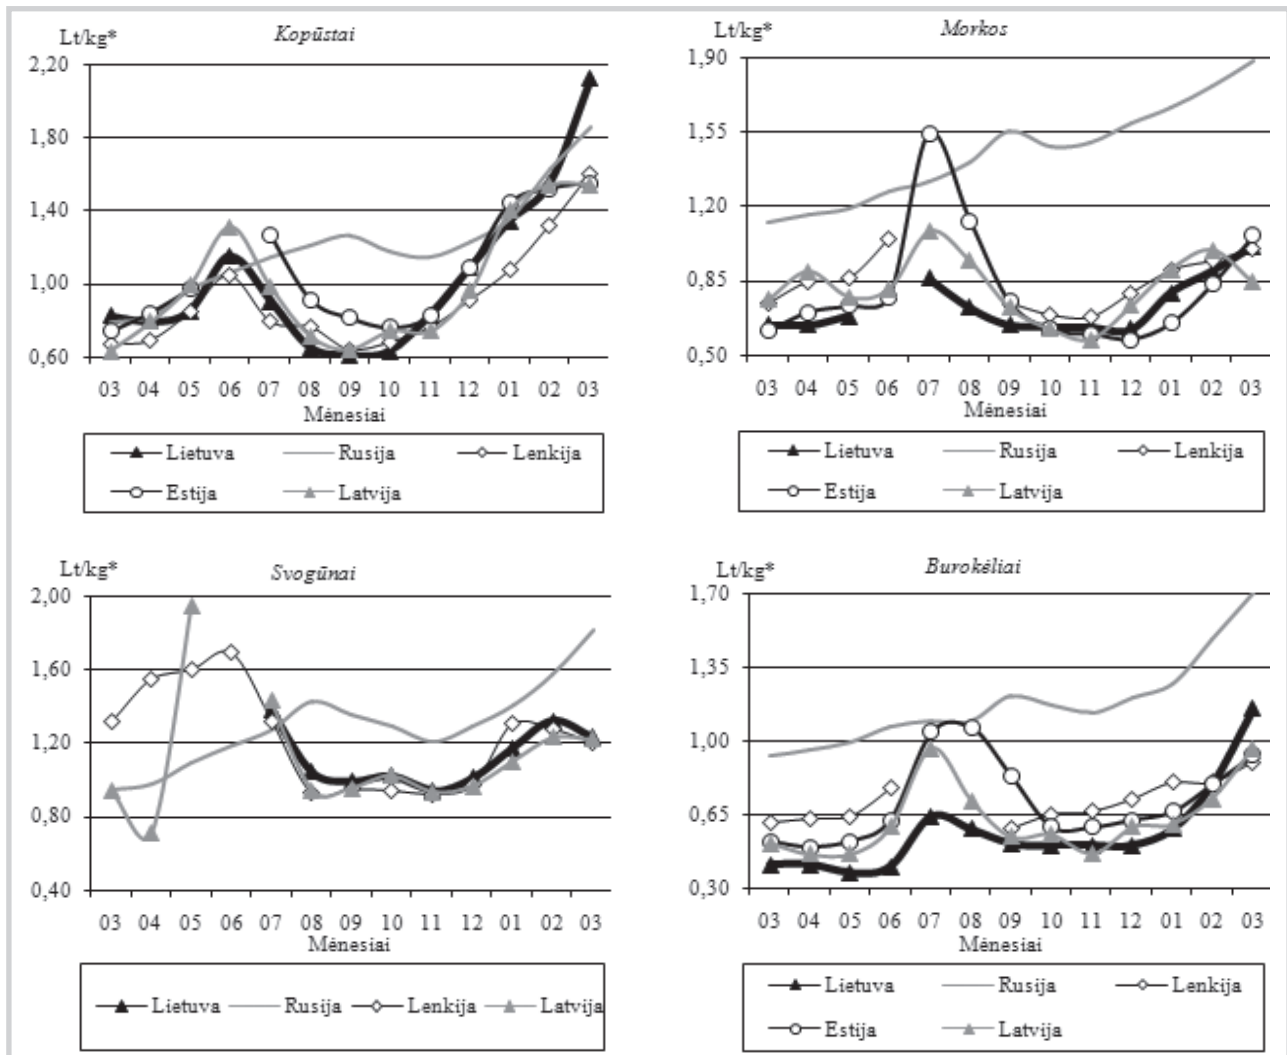 Lt/kg*
Kopūstai
2,20
1,80
1,40
1,00
0,60
03 04 05 06 07 08 09 10 11 12 01 02 03
Mėnesiai
Lietuva Rusija Lenkija
Estija Latvija
Lt/kg*
Morkos
1,90
1,55
1,20
0,85
0,50
03 04 05 06 07 08 09 10 11 12 01 02 03
Mėnesiai
Lietuva Rusija Lenkija
Estija Latvija
Lt/kg*
Svogūnai
2,00
1,60
1,20
0,80
0,40
03 04 05 06 07 08 09 10 11 12 01 02 03
Mėnesiai
Lietuva Rusija Lenkija Latvija
Lt/kg*
Burokėliai
1,70
1,35
1,00
0,65
0,30
03 04 05 06 07 08 09 10 11 12 01 02 03
Mėnesiai
Lietuva Rusija Lenkija
Estija Latvija